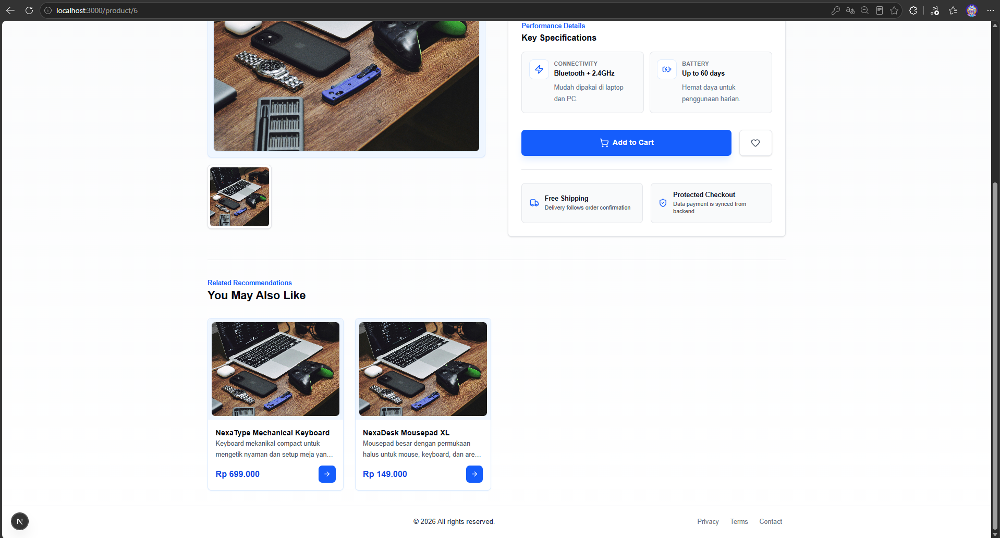 localhost:3000/product/6
Performance Details
Key Specifications
CONNECTIVITY
Bluetooth + 2.4GHz
Mudah dipakai di laptop
dan PC.
BATTERY
Up to 60 days
Hemat daya untuk
penggunaan harian.
Add to Cart
Free Shipping
Delivery follows order confirmation
Protected Checkout
Data payment is synced from
backend
Related Recommendations
You May Also Like
NexaType Mechanical Keyboard
Keyboard mekanikal compact untuk
mengetik nyaman dan setup meja yan...
Rp 699.000
NexaDesk Mousepad XL
Mousepad besar dengan permukaan
halus untuk mouse, keyboard, dan are...
Rp 149.000
N
© 2026 All rights reserved.
Privacy
Terms
Contact